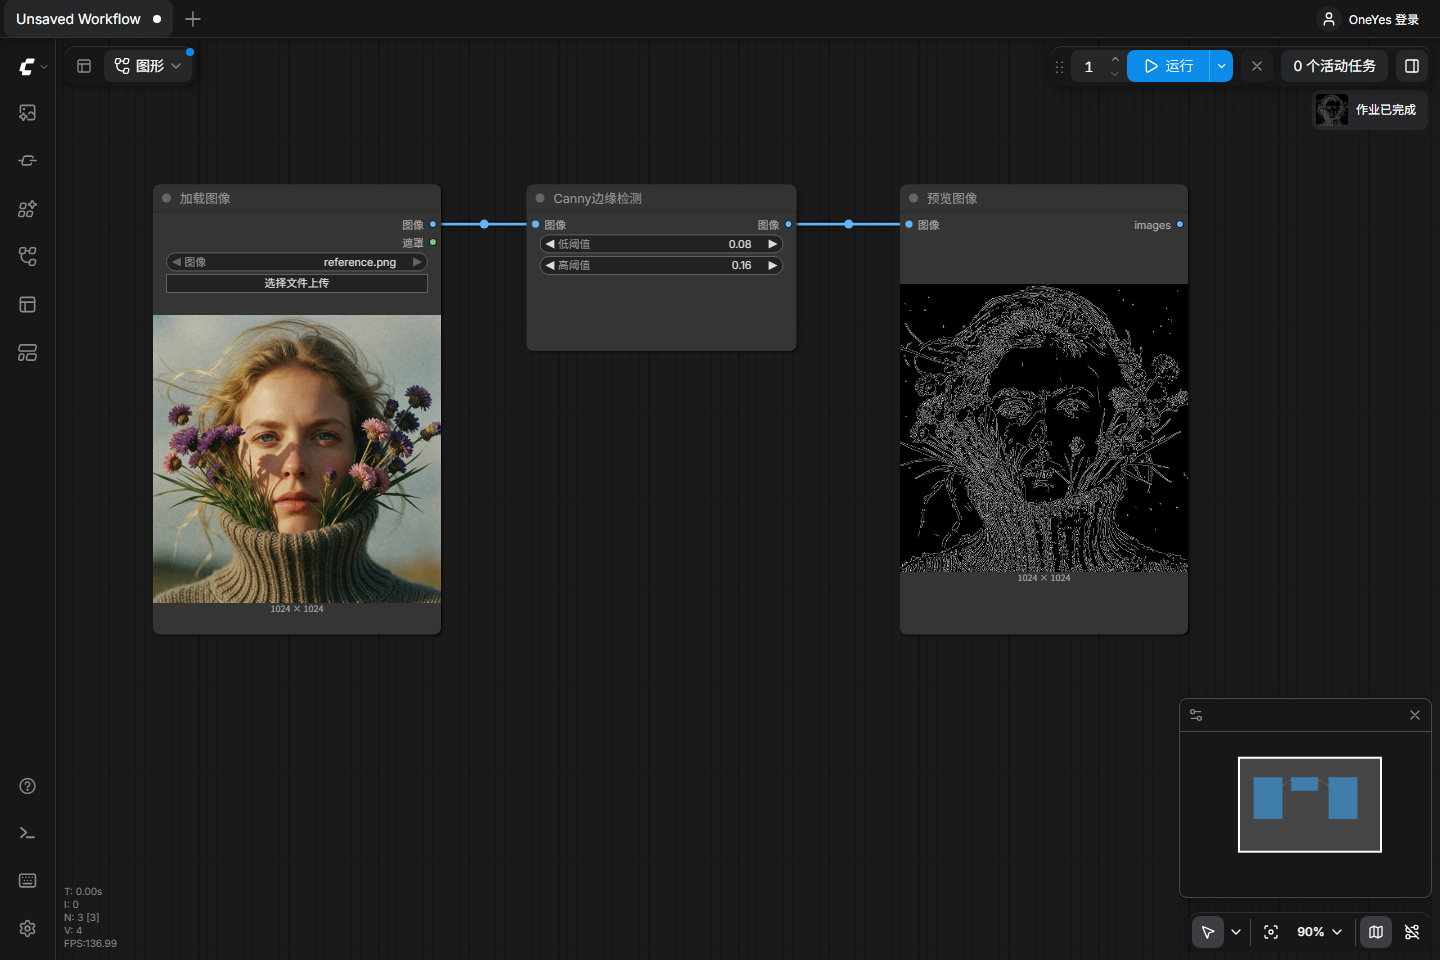 Unsaved Workflow
OneYes 登录
图形
1
运行
0 个活动任务
作业已完成
加载图像
图像
遮罩
图像 reference.png
选择文件上传
1024 × 1024
Canny边缘检测
图像 图像
低阈值 0.08
高阈值 0.16
预览图像
图像 images
1024 × 1024
T: 0.00s
I: 0
N: 3 [3]
V: 4
FPS:136.99
90%